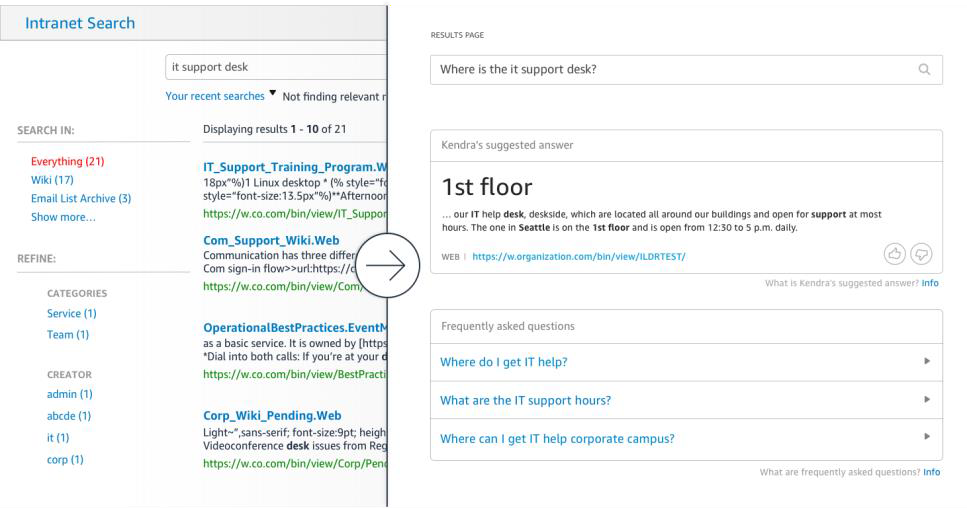 Intranet Search
it support desk
Your recent searches ▼ Not finding relevant r
SEARCH IN:
Everything (21)
Wiki (17)
Email List Archive (3)
Show more...
REFINE:
CATEGORIES
Service (1)
Team (1)
CREATOR
admin (1)
abcde (1)
it (1)
corp (1)
Displaying results 1 - 10 of 21
IT_Support_Training_Program.W
18px"%)1 Linux desktop * (% style="fo
style="font-size:13.5px"%)**Afternoon
https://w.co.com/bin/view/IT_Suppor
Com_Support_Wiki.Web
Communication has three differ
Com sign-in flow>>url:https://c
https://w.co.com/bin/view/Com/
OperationalBestPractices.EventM
as a basic service. It is owned by [https
*Dial into both calls: If you're at your d
https://w.co.com/bin/view/BestPracti
Corp_Wiki_Pending.Web
Light~",sans-serif; font-size:9pt; heigh
Videoconference desk issues from Reg
https://w.co.com/bin/view/Corp/Pend
RESULTS PAGE
Where is the it support desk?
Kendra's suggested answer
1st floor
... our IT help desk, deskside, which are located all around our buildings and open for support at most
hours. The one in Seattle is on the 1st floor and is open from 12:30 to 5 p.m. daily.
WEB | https://w.organization.com/bin/view/ILDRTEST/
What is Kendra's suggested answer? Info
Frequently asked questions
Where do I get IT help?
What are the IT support hours?
Where can I get IT help corporate campus?
What are frequently asked questions? Info